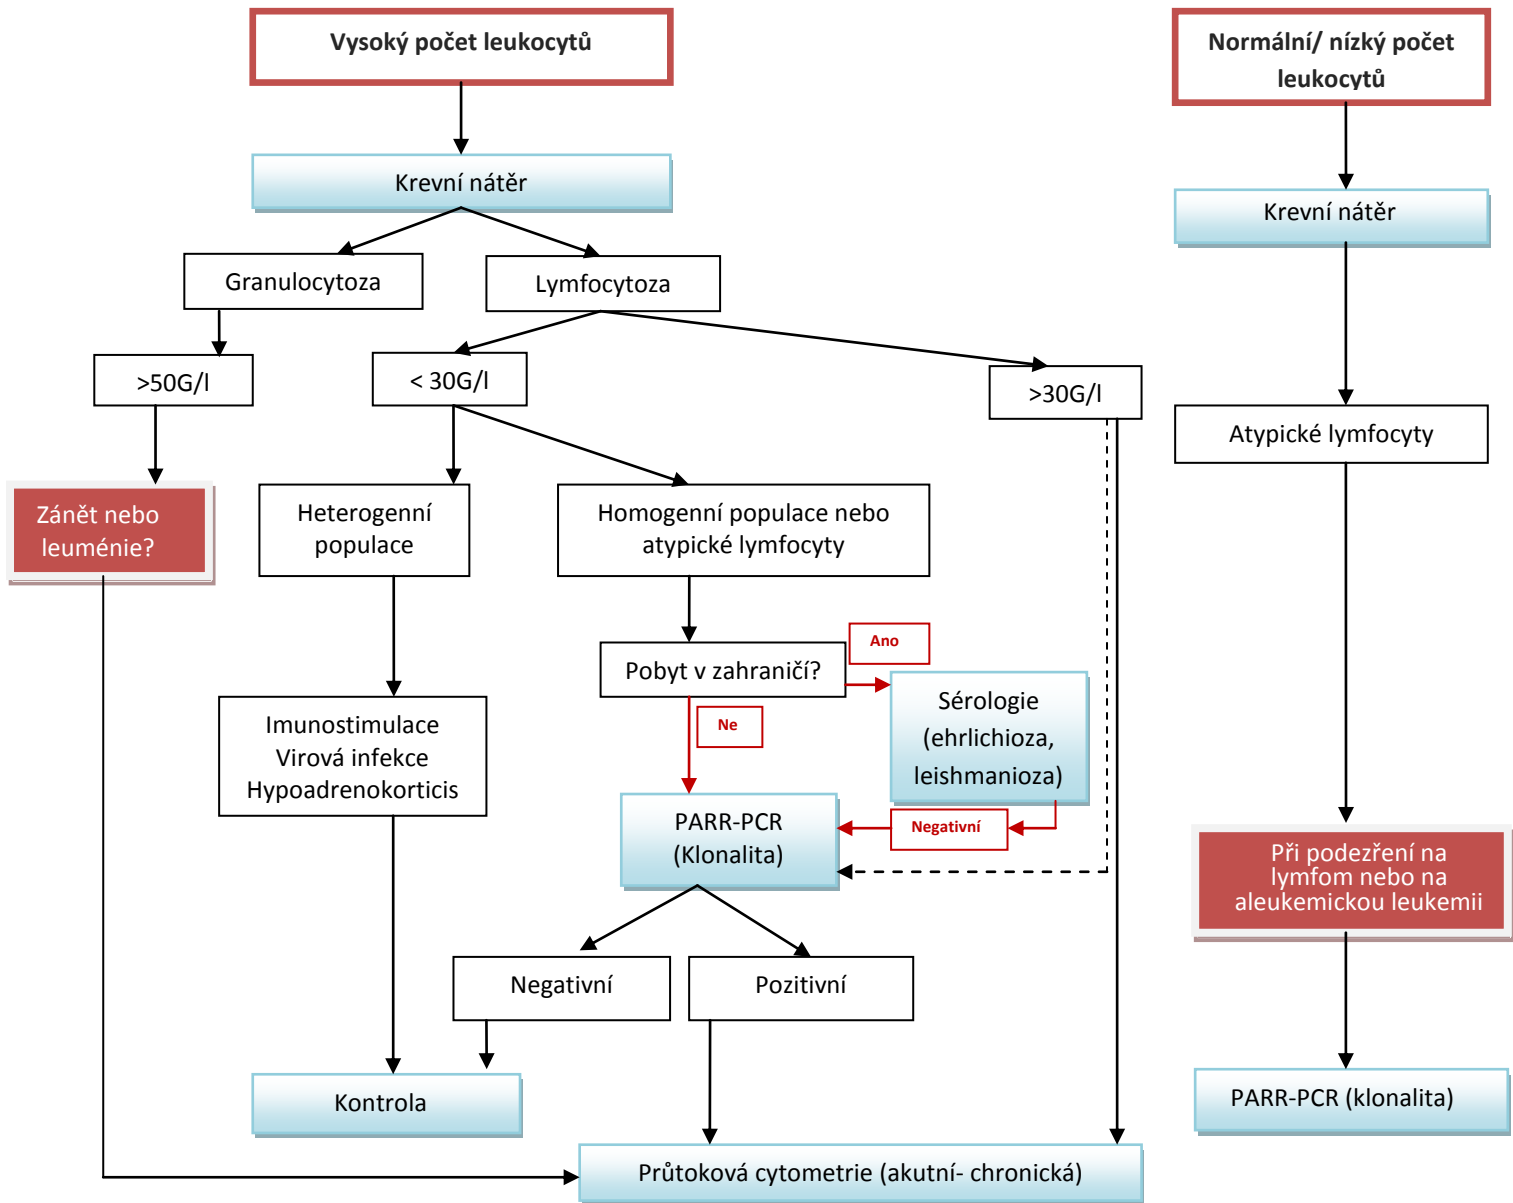 Vysoký počet leukocytů
Normální/ nízký počet
leukocytů
Krevní nátěr
Krevní nátěr
Granulocytoza
Lymfocytoza
>50G/l
< 30G/l
>30G/l
Atypické lymfocyty
Zánět nebo
leuménie?
Heterogenní
populace
Homogenní populace nebo
atypické lymfocyty
Ano
Pobyt v zahraničí?
Ne
Sérologie
(ehrlichioza,
leishmanioza)
Imunostimulace
Virová infekce
Hypoadrenokorticis
PARR-PCR
(Klonalita)
Negativní
Při podezření na
lymfom nebo na
aleukemickou leukemii
Negativní
Pozitivní
Kontrola
PARR-PCR (klonalita)
Průtoková cytometrie (akutní- chronická)